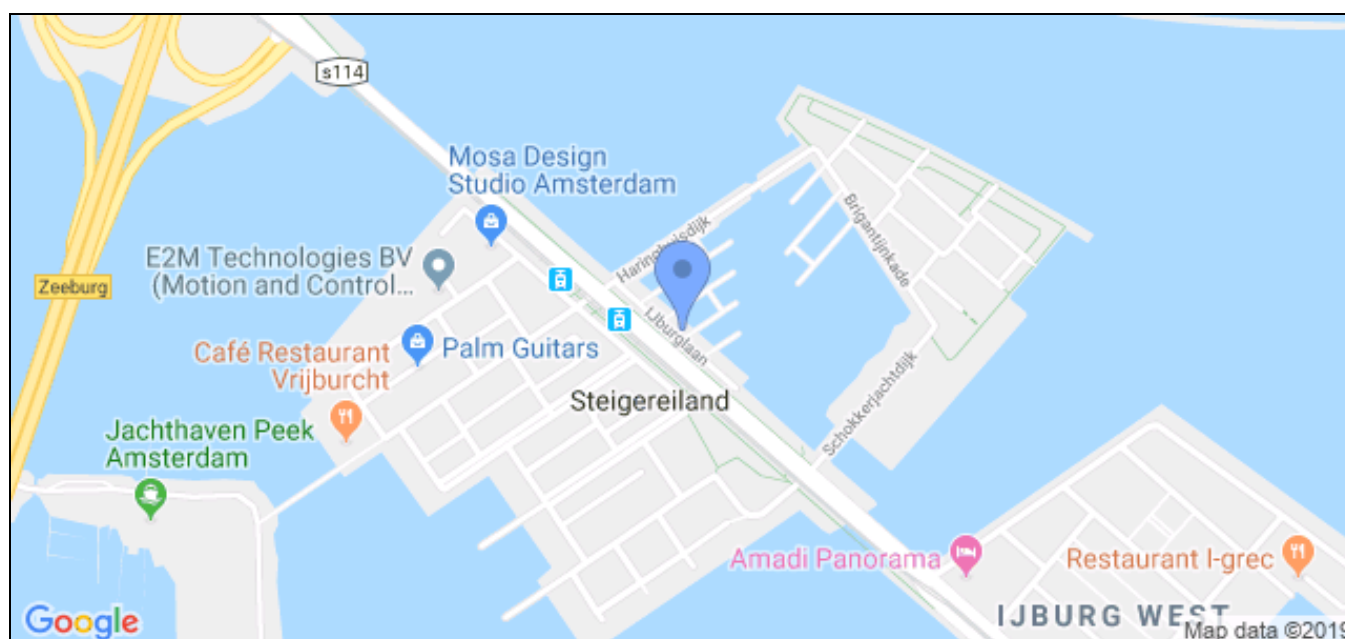 s114
Mosa Design
Studio Amsterdam
Haringbuisdijk
Brigantijnkade
E2M Technologies BV
(Motion and Control...
Zeeburg
IJburglaan
Café Restaurant
Vrijburcht
Palm Guitars
Steigereiland
Schokkerjachtdijk
Jachthaven Peek
Amsterdam
Amadi Panorama
Restaurant I-grec
IJBURG WEST
Google
Map data ©2019